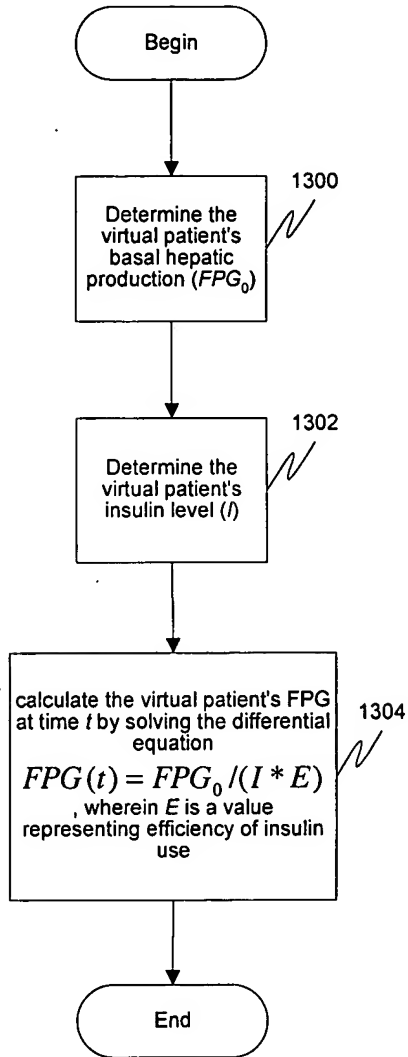 Begin
1300
Determine the
virtual patient's
basal hepatic
production (FPG₀)
1302
Determine the
virtual patient's
insulin level (I)
1304
calculate the virtual patient's FPG
at time t by solving the differential
equation
FPG(t) = FPG₀ /(I * E)
, wherein E is a value
representing efficiency of insulin
use
End